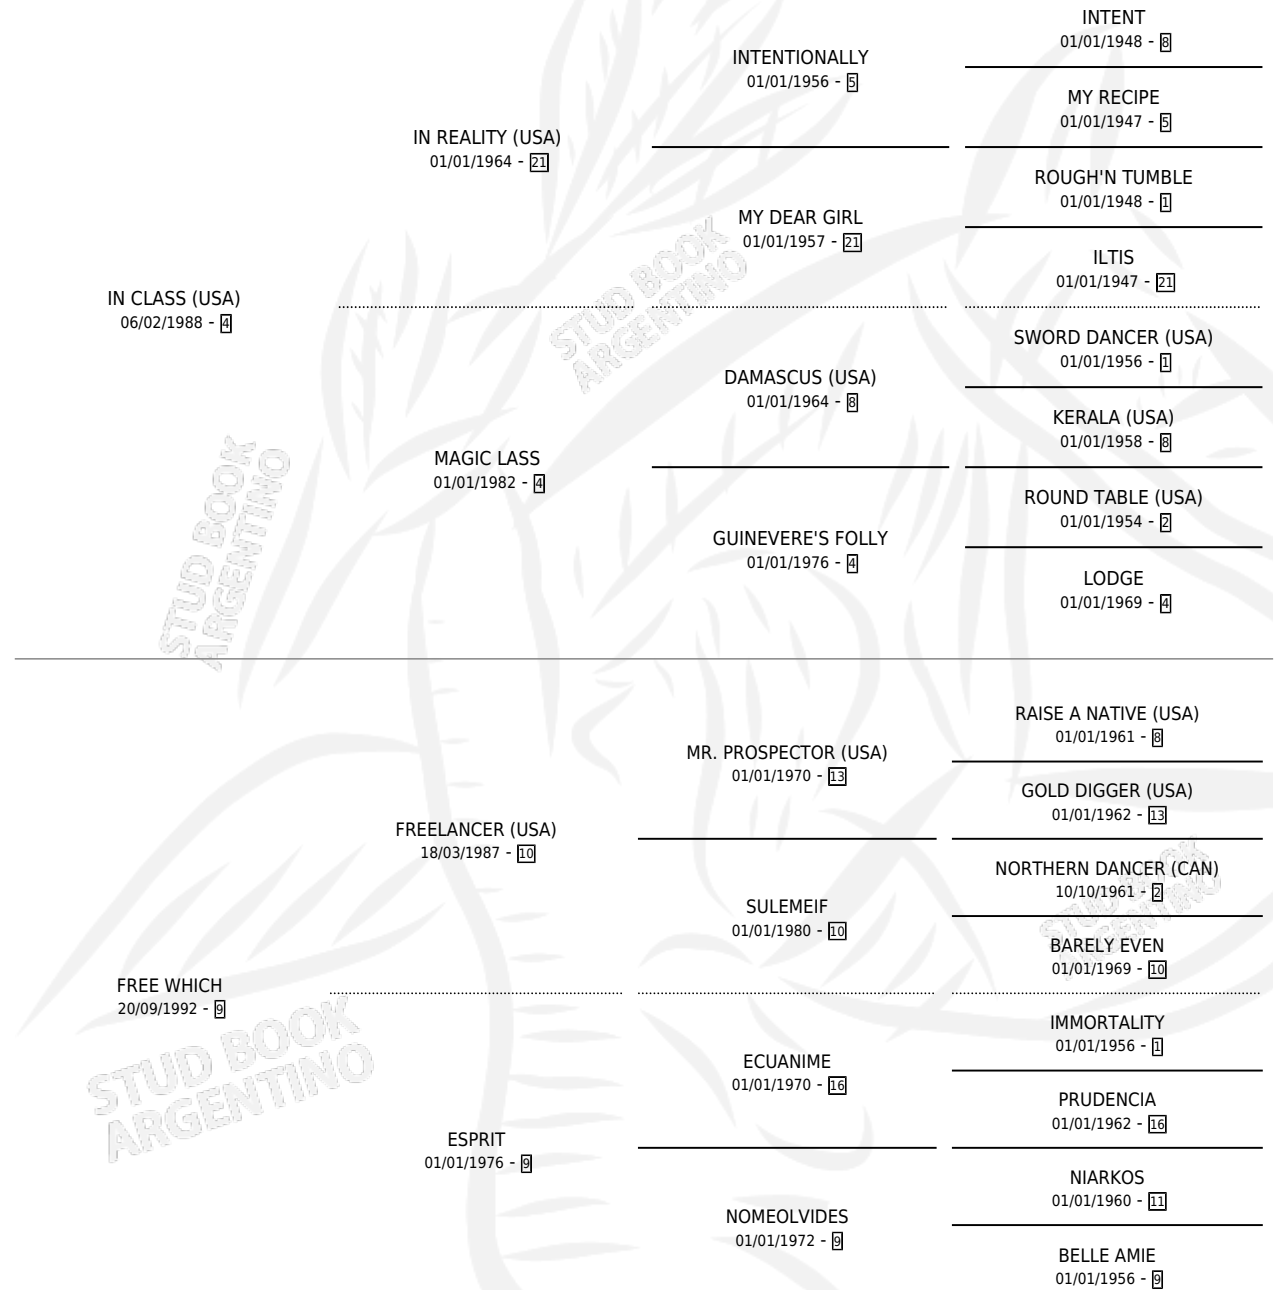 INTENT
01/01/1948 - 8
INTENTIONALLY
01/01/1956 - 5
MY RECIPE
01/01/1947 - 5
IN REALITY (USA)
01/01/1964 - 21
ROUGH'N TUMBLE
01/01/1948 - 1
MY DEAR GIRL
01/01/1957 - 21
ILTIS
01/01/1947 - 21
IN CLASS (USA)
06/02/1988 - 4
SWORD DANCER (USA)
01/01/1956 - 1
DAMASCUS (USA)
01/01/1964 - 8
KERALA (USA)
01/01/1958 - 8
MAGIC LASS
01/01/1982 - 4
ROUND TABLE (USA)
01/01/1954 - 2
GUINEVERE'S FOLLY
01/01/1976 - 4
LODGE
01/01/1969 - 4
RAISE A NATIVE (USA)
01/01/1961 - 8
MR. PROSPECTOR (USA)
01/01/1970 - 13
GOLD DIGGER (USA)
01/01/1962 - 13
FREELANCER (USA)
18/03/1987 - 10
NORTHERN DANCER (CAN)
10/10/1961 - 2
SULEMEIF
01/01/1980 - 10
BARELY EVEN
01/01/1969 - 10
FREE WHICH
20/09/1992 - 9
IMMORTALITY
01/01/1956 - 1
ECUANIME
01/01/1970 - 16
PRUDENCIA
01/01/1962 - 16
ESPRIT
01/01/1976 - 9
NIARKOS
01/01/1960 - 11
NOMEOLVIDES
01/01/1972 - 9
BELLE AMIE
01/01/1956 - 9
STUD BOOK
ARGENTINO
STUD BOOK
ARGENTINO
STUD BOOK
ARGENTINO
STUD BOOK
ARGENTINO